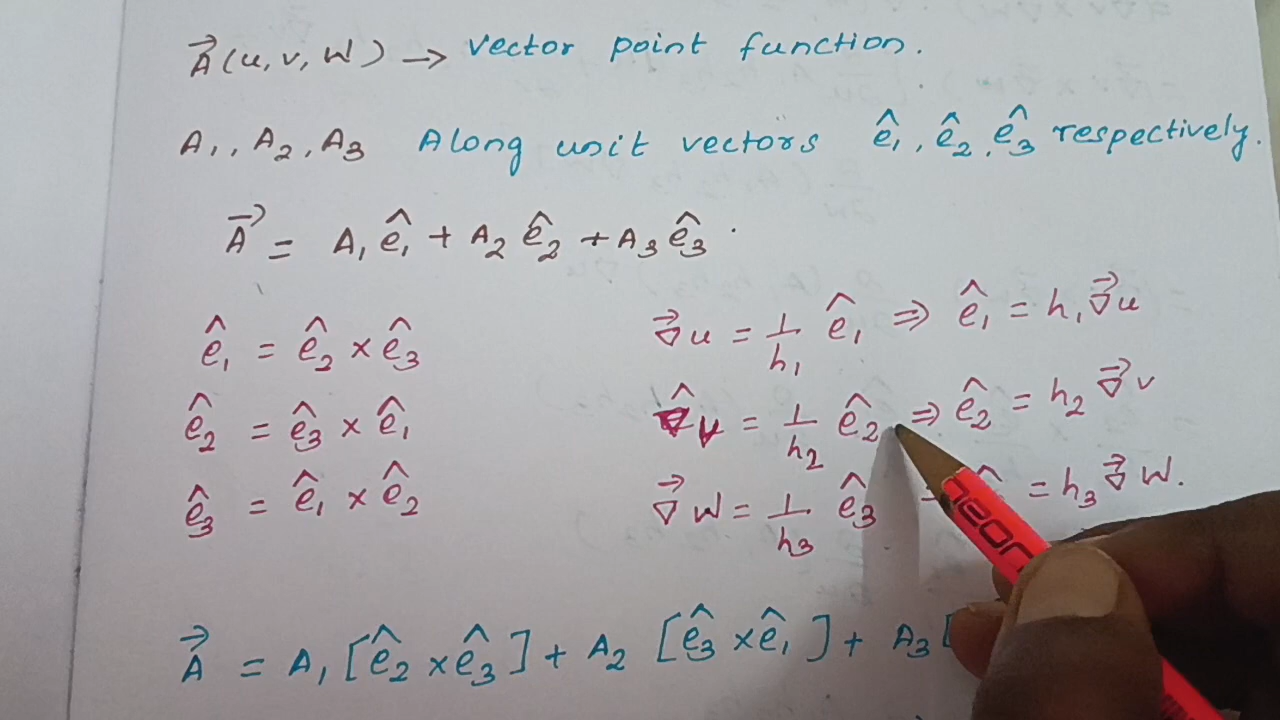 A⃗(u, v, W) → Vector point function.
A₁, A₂, A₃ Along unit vectors ê₁, ê₂, ê₃ respectively.
A⃗ = A₁ê₁ + A₂ê₂ + A₃ê₃.
ê₁ = ê₂ × ê₃
ê₂ = ê₃ × ê₁
ê₃ = ê₁ × ê₂
∇⃗u = 1/h₁ ê₁ ⇒ ê₁ = h₁∇⃗u
∇̂v = 1/h₂ ê₂ ⇒ ê₂ = h₂∇⃗v
∇⃗W = 1/h₃ ê₃ = h₃∇⃗W.
A⃗ = A₁[ê₂ × ê₃] + A₂[ê₃ × ê₁] + A₃[
neon